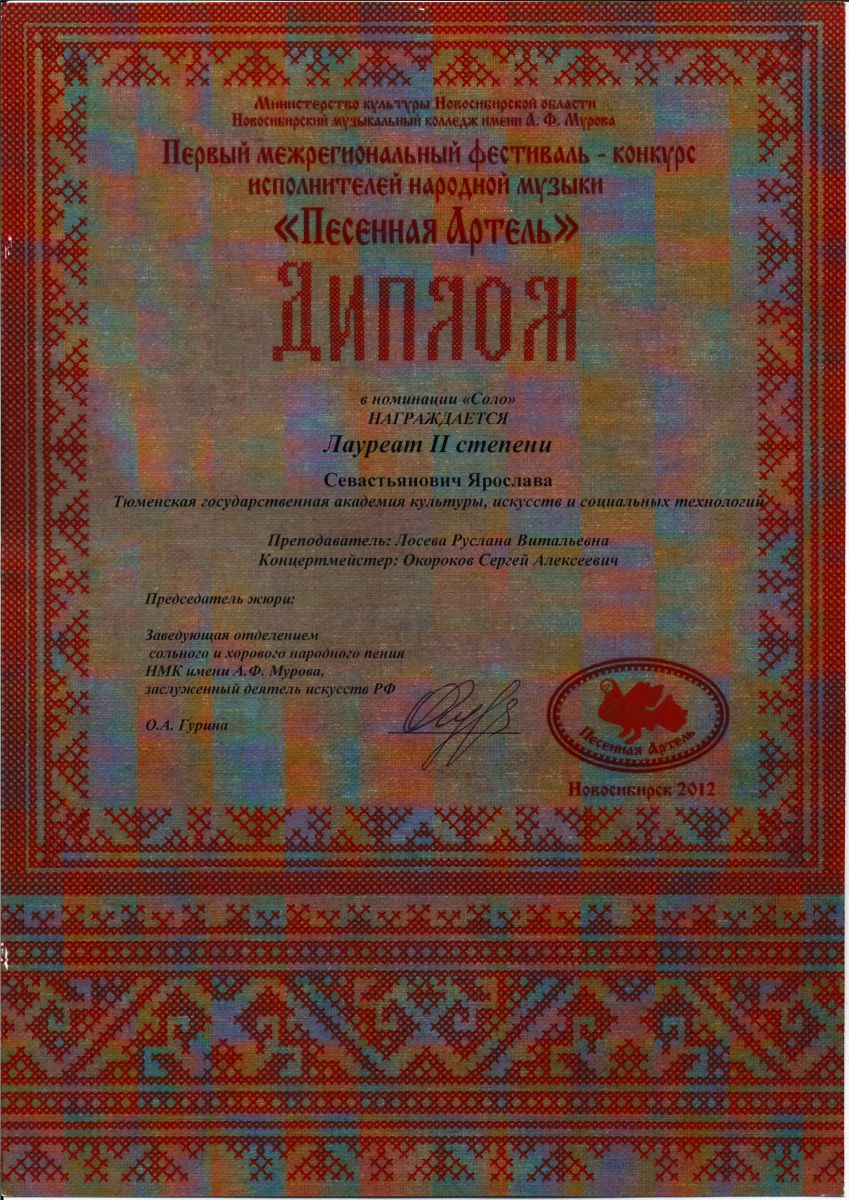 Министерство культуры Новосибирской области
Новосибирский музыкальный колледж имени А. Ф. Мурова
Первый межрегиональный фестиваль - конкурс
исполнителей народной музыки
«Песенная Артель»
Диплом
в номинации «Соло»
НАГРАЖДАЕТСЯ
Лауреат II степени
Севастьянович Ярослава
Тюменская государственная академия культуры, искусств и социальных технологий
Преподаватель: Лосева Руслана Витальевна
Концертмейстер: Окороков Сергей Алексеевич
Председатель жюри:
Заведующая отделением
сольного и хорового народного пения
НМК имени А.Ф. Мурова,
заслуженный деятель искусств РФ
О.А. Гурина
Песенная Артель
Новосибирск 2012